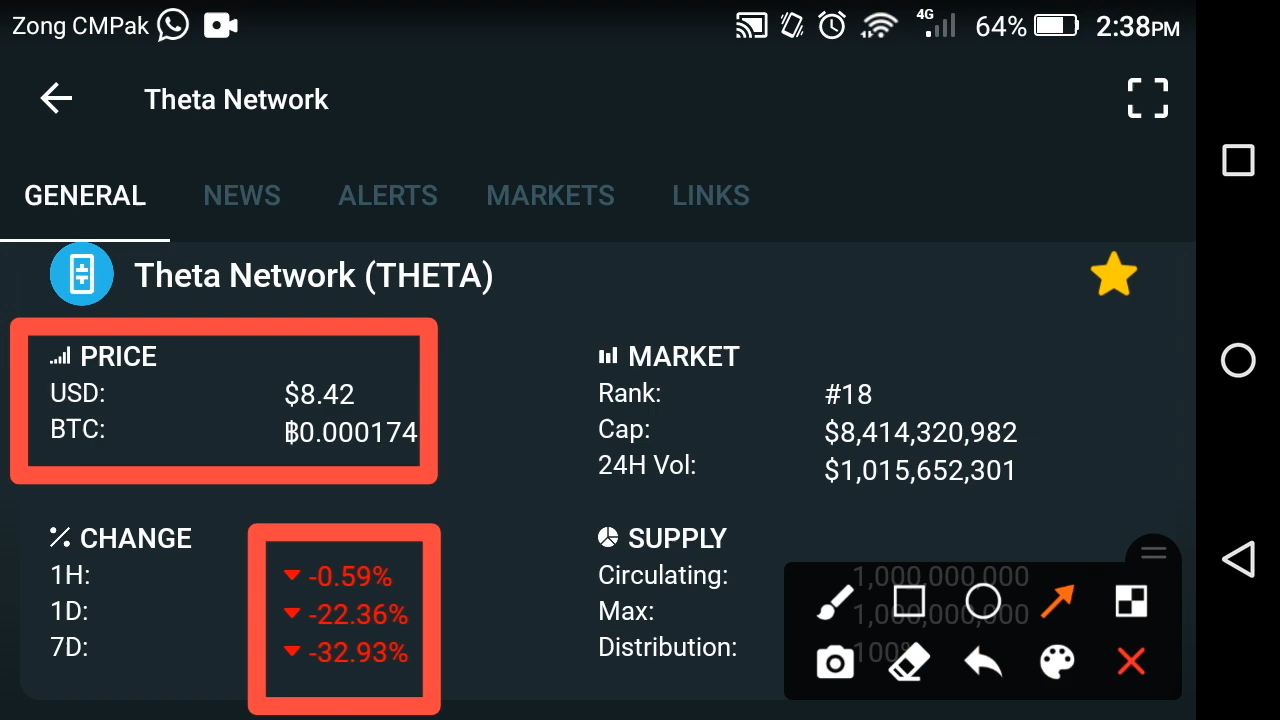 Zong CMPak 4G 64% 2:38PM
Theta Network
GENERAL NEWS ALERTS MARKETS LINKS
Theta Network (THETA)
PRICE
USD: $8.42
BTC: ฿0.000174
MARKET
Rank: #18
Cap: $8,414,320,982
24H Vol: $1,015,652,301
CHANGE
1H: -0.59%
1D: -22.36%
7D: -32.93%
SUPPLY
Circulating: 1,000,000,000
Max: 1,000,000,000
Distribution: 100%